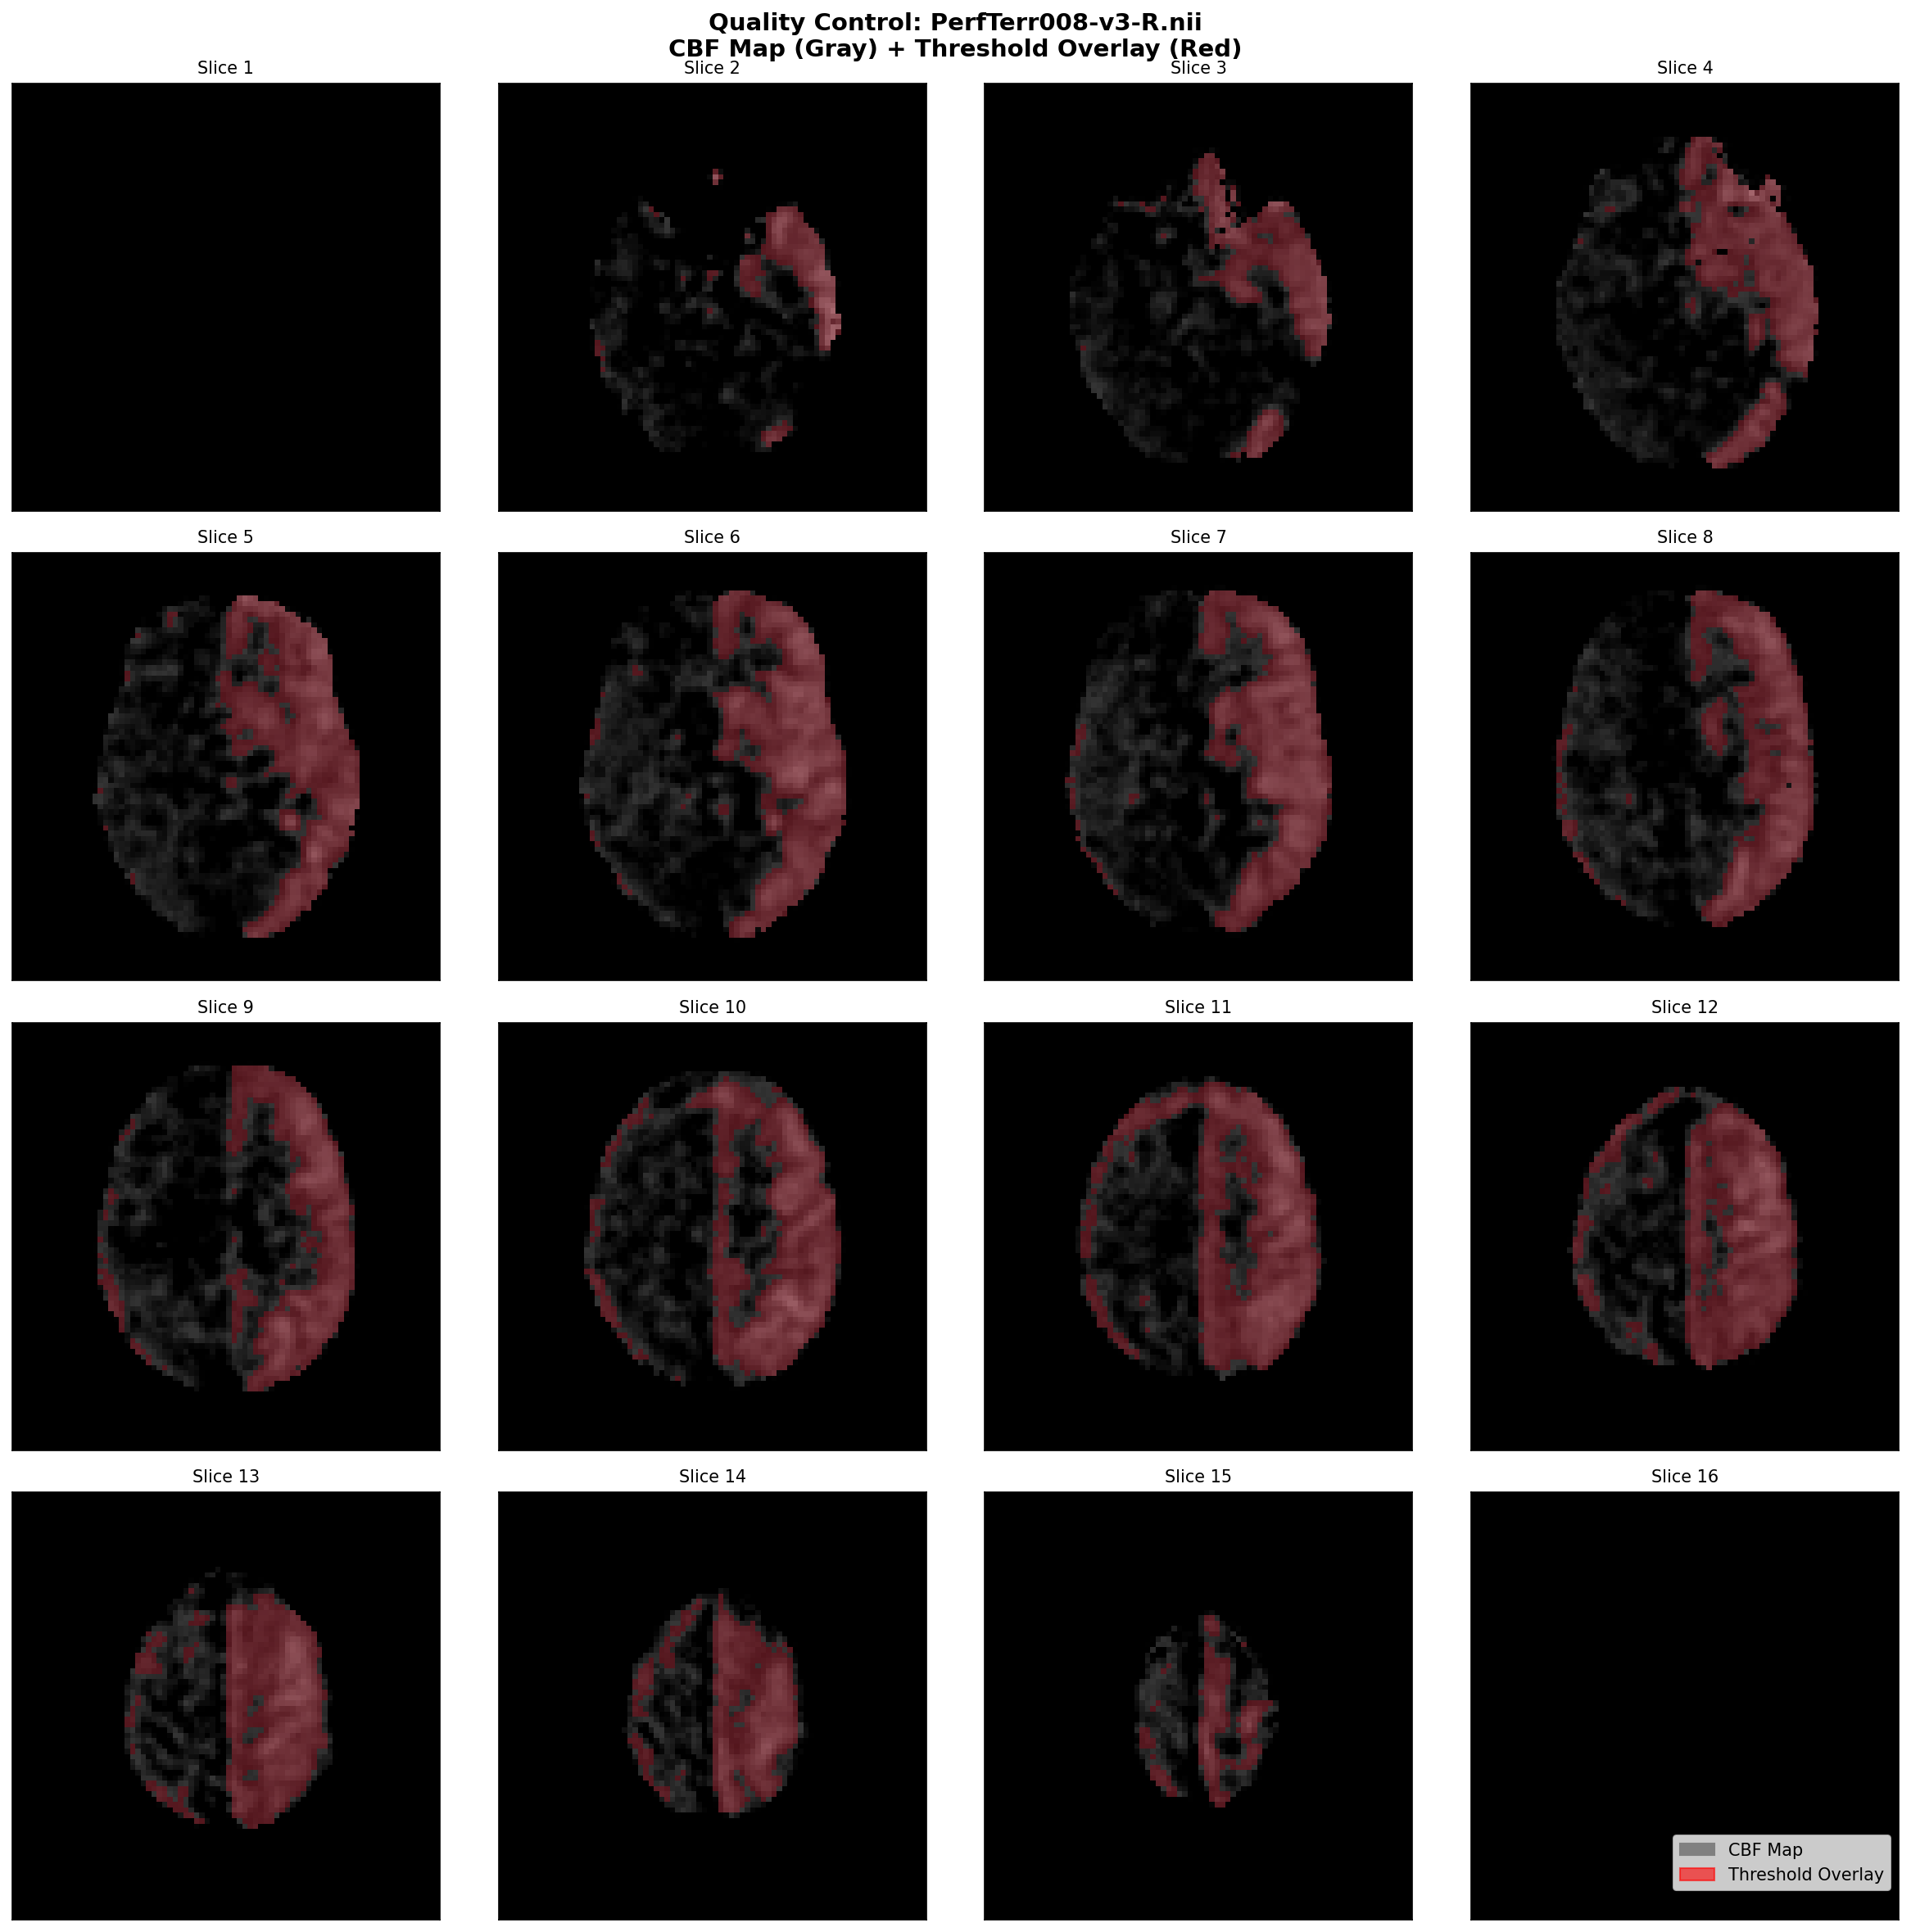 Quality Control: PerfTerr008-v3-R.nii
CBF Map (Gray) + Threshold Overlay (Red)
Slice 1
Slice 2
Slice 3
Slice 4
Slice 5
Slice 6
Slice 7
Slice 8
Slice 9
Slice 10
Slice 11
Slice 12
Slice 13
Slice 14
Slice 15
Slice 16
CBF Map
Threshold Overlay